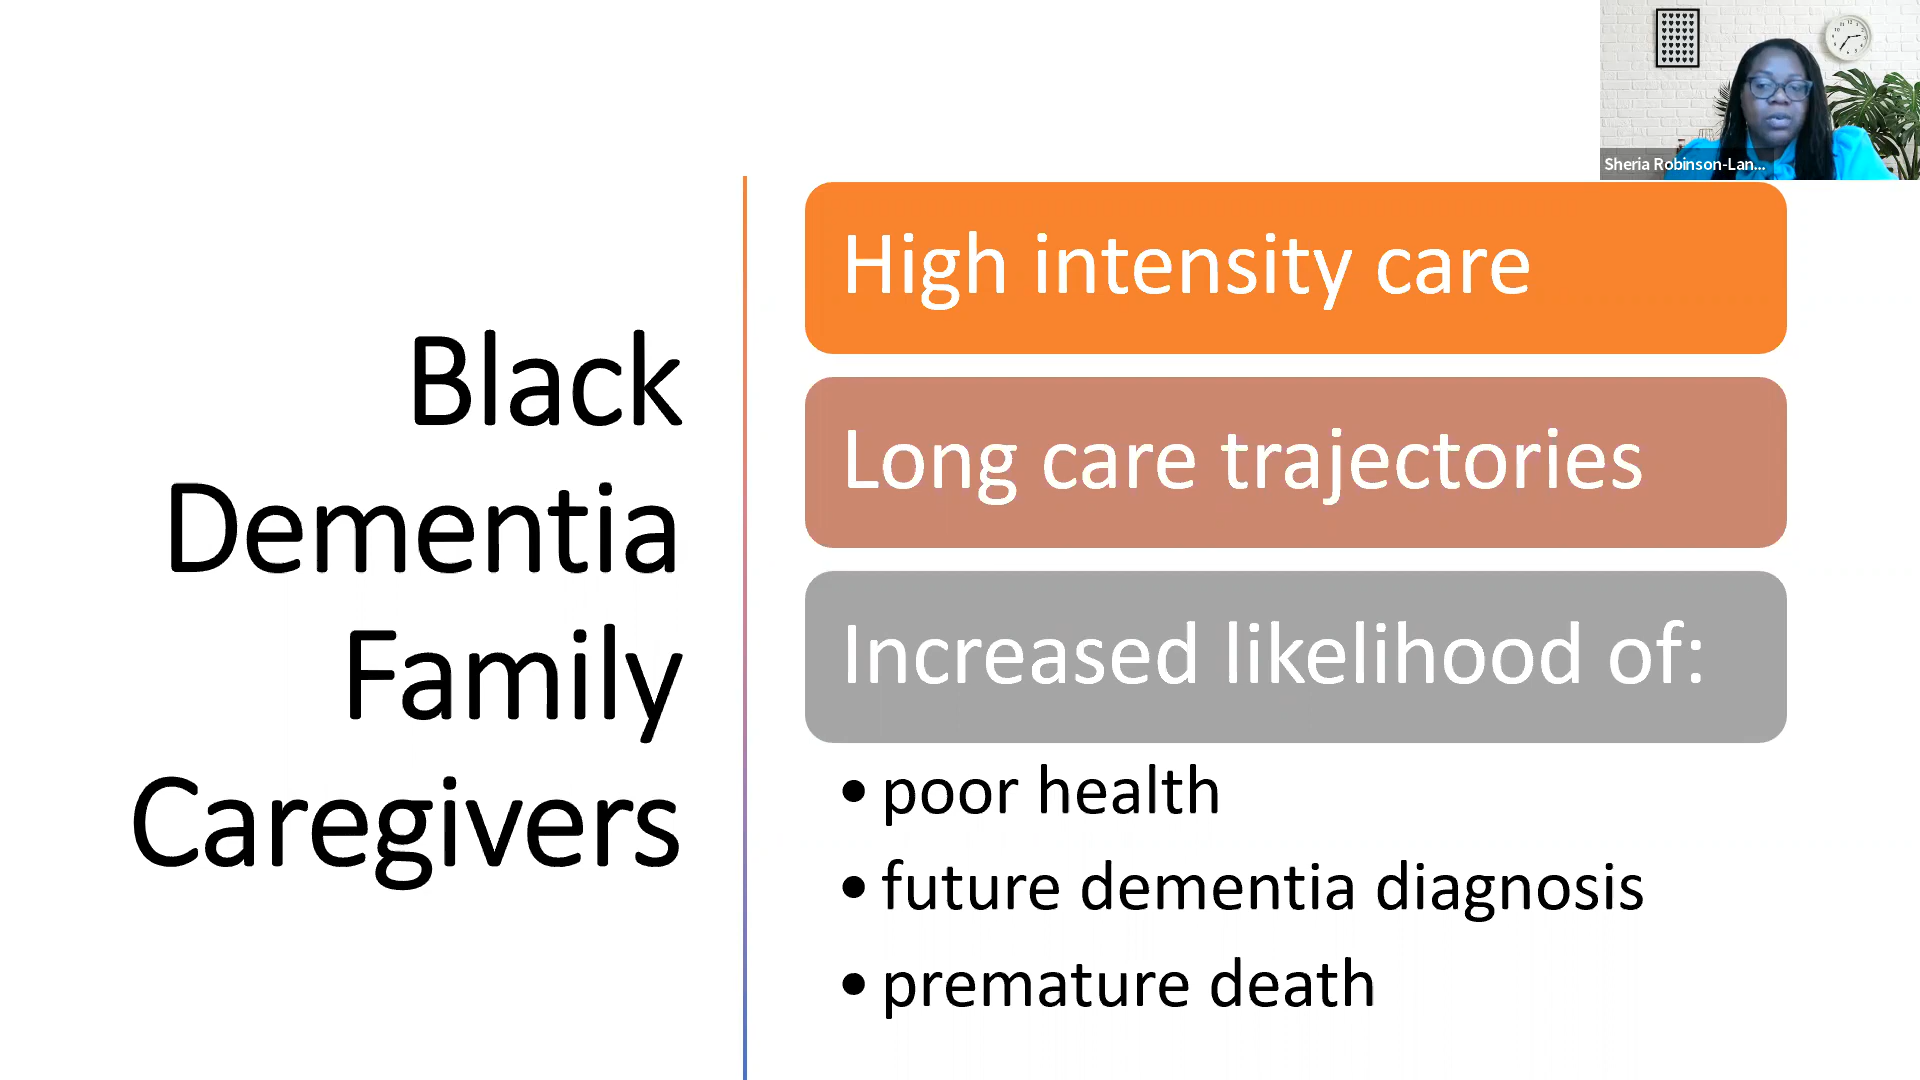 Sheria Robinson-Lan...
Black
Dementia
Family
Caregivers
High intensity care
Long care trajectories
Increased likelihood of:
• poor health
• future dementia diagnosis
• premature death